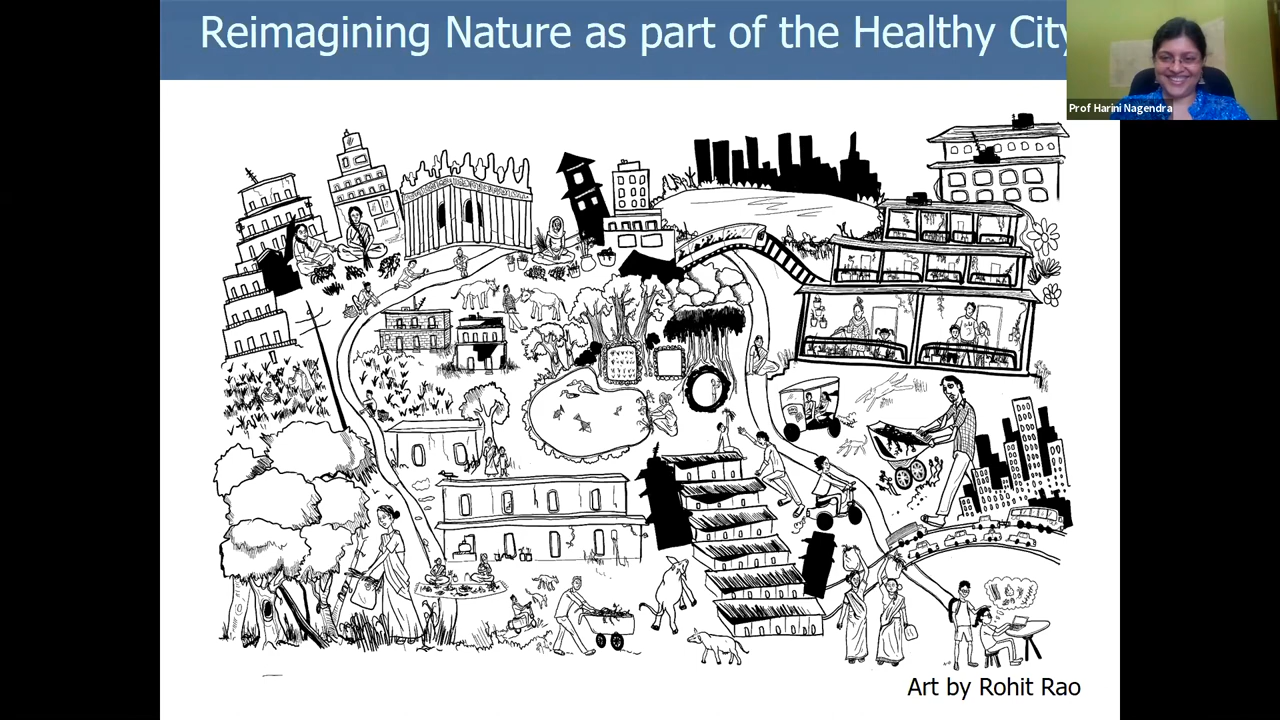 Reimagining Nature as part of the Healthy City
Prof Harini Nagendra
Art by Rohit Rao